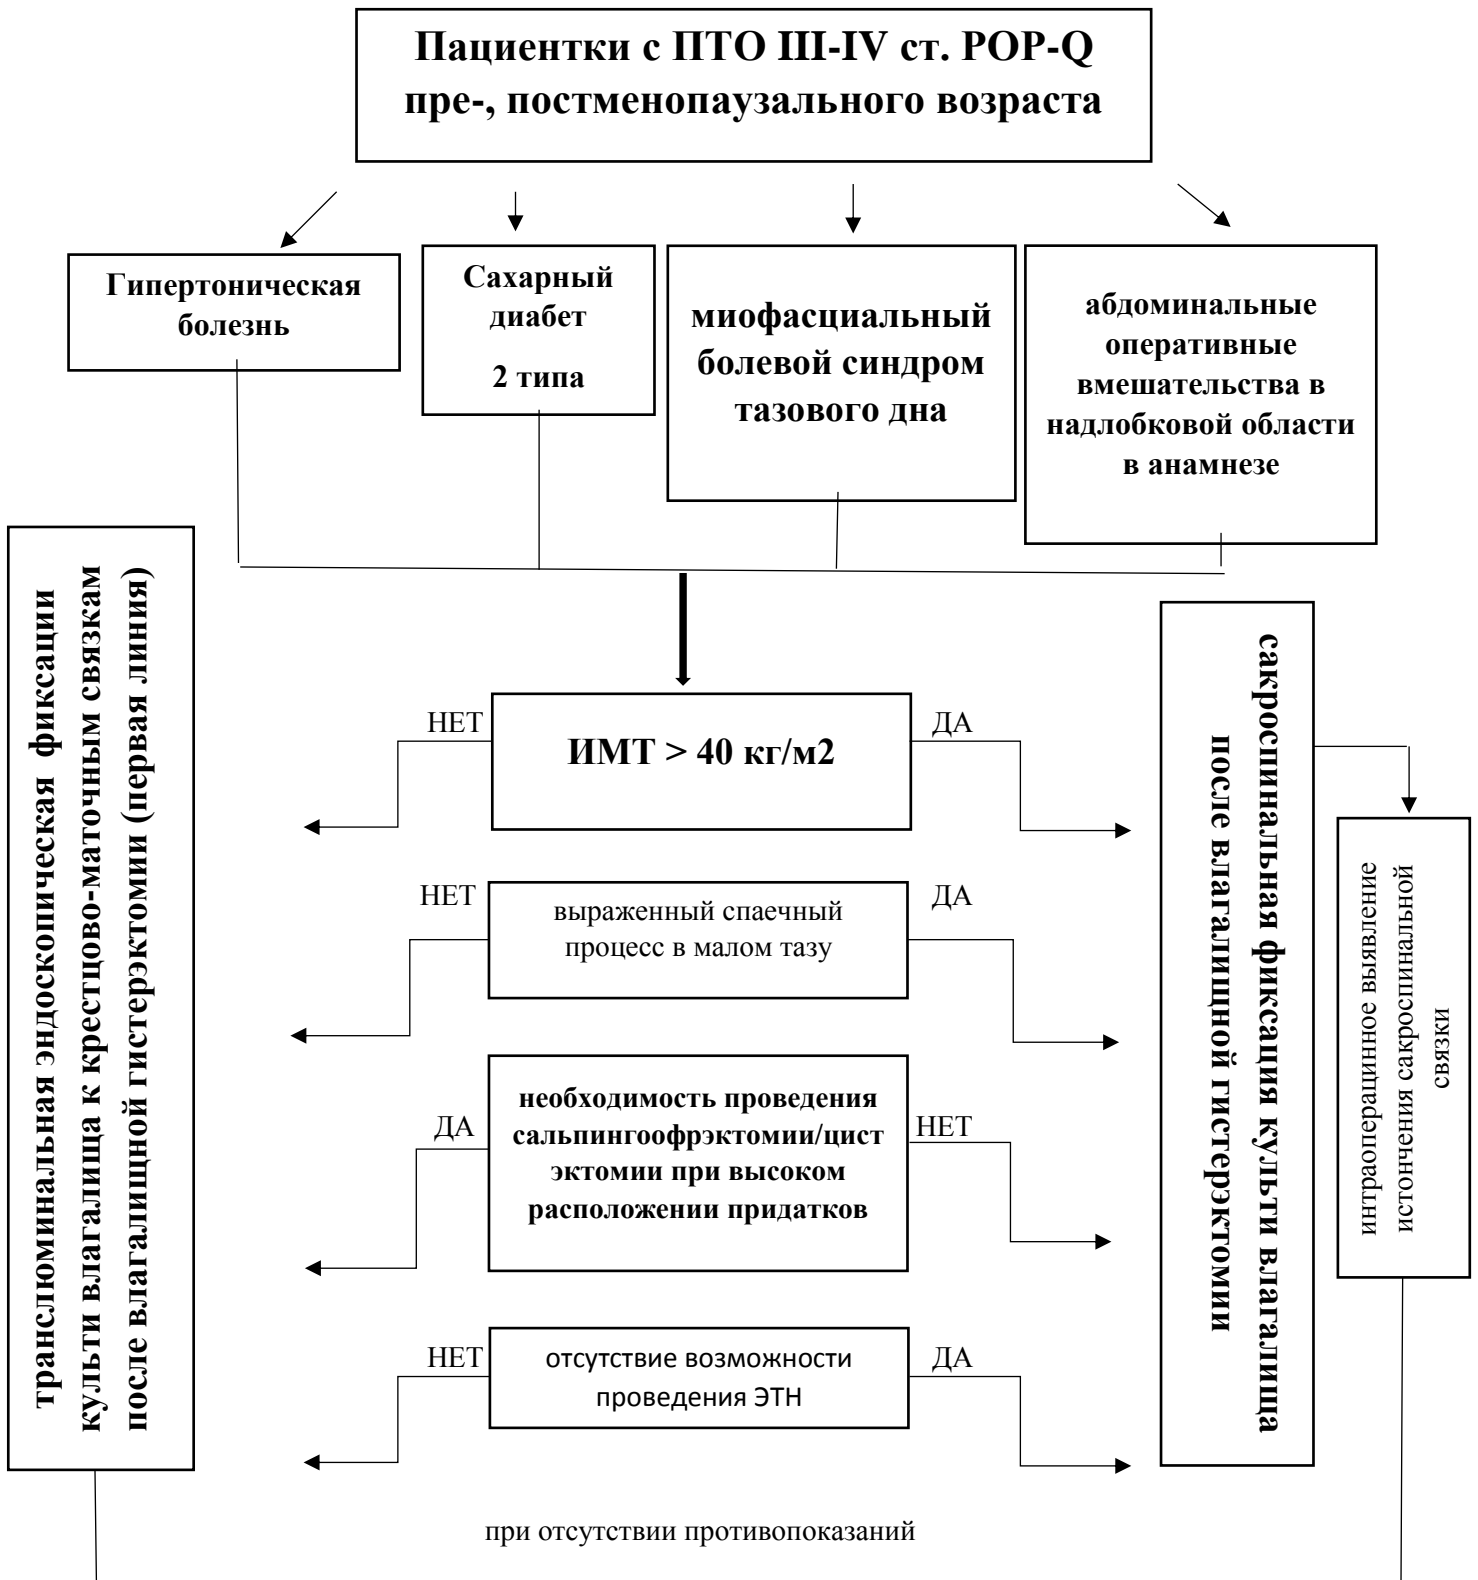 Пациентки с ПТО III-IV ст. POP-Q
пре-, постменопаузального возраста
Гипертоническая
болезнь
Сахарный
диабет
2 типа
миофасциальный
болевой синдром
тазового дна
абдоминальные
оперативные
вмешательства в
надлобковой области
в анамнезе
транслюминальная эндоскопическая фиксации
культи влагалища к крестцово-маточным связкам
после влагалищной гистерэктомии (первая линия)
НЕТ
ИМТ > 40 кг/м2
ДА
НЕТ
выраженный спаечный
процесс в малом тазу
ДА
ДА
необходимость проведения
сальпингоофрэктомии/цист
эктомии при высоком
расположении придатков
НЕТ
НЕТ
отсутствие возможности
проведения ЭТН
ДА
сакроспинальная фиксация культи влагалища
после влагалищной гистерэктомии
интраоперацинное выявление
истончения сакроспинальной
связки
при отсутствии противопоказаний